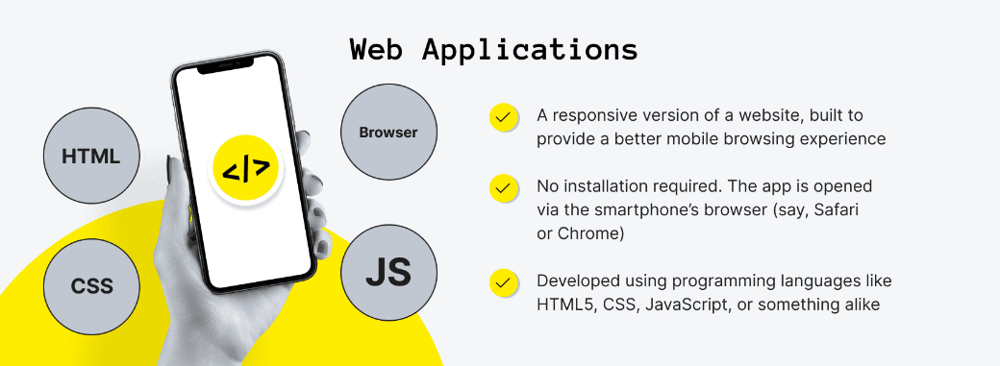 Web Applications
HTML
Browser
</>
CSS
JS
A responsive version of a website, built to
provide a better mobile browsing experience
No installation required. The app is opened
via the smartphone’s browser (say, Safari
or Chrome)
Developed using programming languages like
HTML5, CSS, JavaScript, or something alike